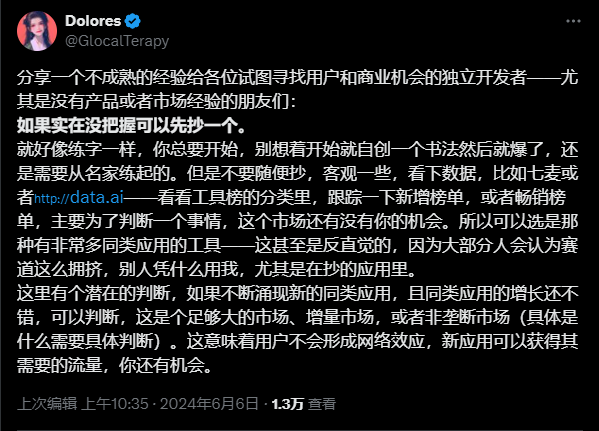 Dolores
@GlocalTerapy
分享一个不成熟的经验给各位试图寻找用户和商业机会的独立开发者——尤
其是没有产品或者市场经验的朋友们：
如果实在没把握可以先抄一个。
就好像练字一样，你总要开始，别想着开始就自创一个书法然后就爆了，还
是需要从名家练起的。但是不要随便抄，客观一些，看下数据，比如七麦或
者http://data.ai——看看工具榜的分类里，跟踪一下新增榜单，或者畅销榜
单，主要为了判断一个事情，这个市场还有没有你的机会。所以可以选是那
种有非常多同类应用的工具——这甚至是反直觉的，因为大部分人会认为赛
道这么拥挤，别人凭什么用我，尤其是在抄的应用里。
这里有个潜在的判断，如果不断涌现新的同类应用，且同类应用的增长还不
错，可以判断，这是个足够大的市场、增量市场，或者非垄断市场（具体是
什么需要具体判断）。这意味着用户不会形成网络效应，新应用可以获得其
需要的流量，你还有机会。
上次编辑 上午10:35 · 2024年6月6日 · 1.3万 查看